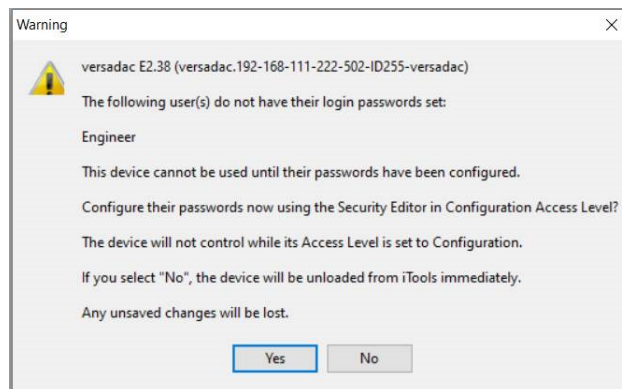 Warning
versadac E2.38 (versadac.192-168-111-222-502-ID255-versadac)
The following user(s) do not have their login passwords set:
Engineer
This device cannot be used until their passwords have been configured.
Configure their passwords now using the Security Editor in Configuration Access Level?
The device will not control while its Access Level is set to Configuration.
If you select "No", the device will be unloaded from iTools immediately.
Any unsaved changes will be lost.
Yes
No